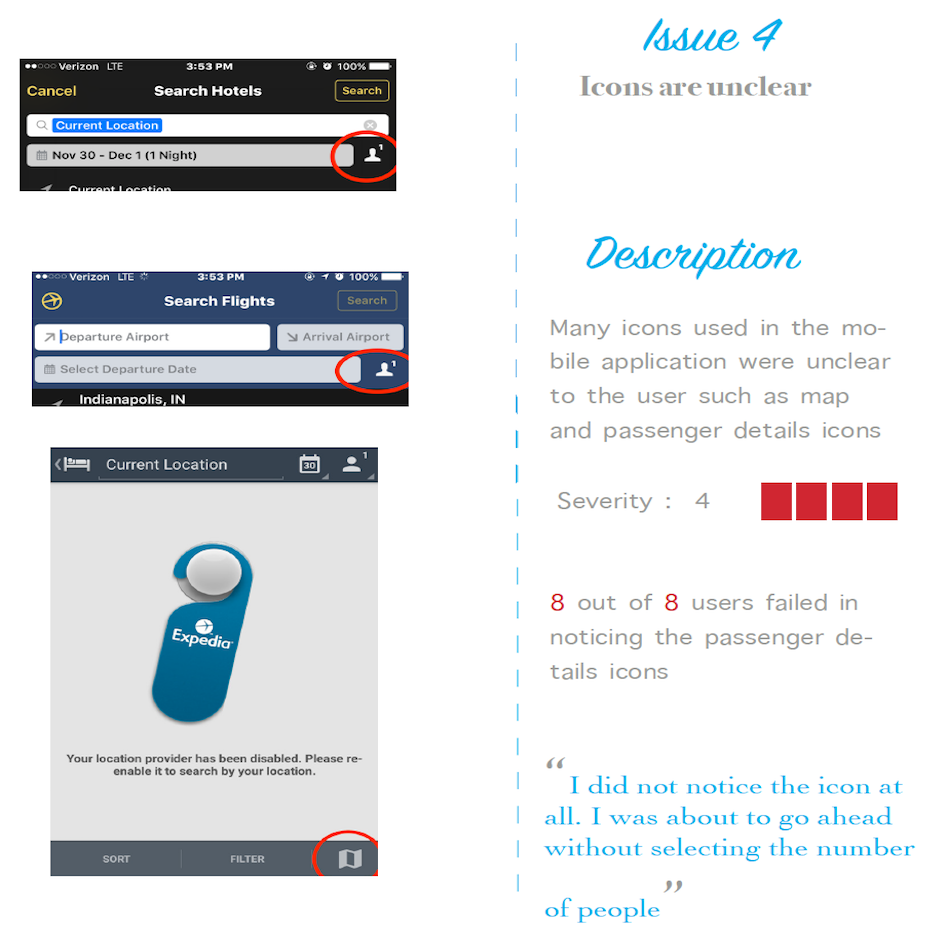 Verizon LTE 3:53 PM 100%
Cancel Search Hotels Search
Current Location
Nov 30 - Dec 1 (1 Night) 1
Current Location
Verizon LTE 3:53 PM 100%
Search Flights Search
Departure Airport Arrival Airport
Select Departure Date 1
Indianapolis, IN
Current Location 30 1
Expedia
Your location provider has been disabled. Please re-
enable it to search by your location.
SORT FILTER
Issue 4
Icons are unclear
Description
Many icons used in the mo-
bile application were unclear
to the user such as map
and passenger details icons
Severity : 4
8 out of 8 users failed in
noticing the passenger de-
tails icons
“I did not notice the icon at
all. I was about to go ahead
without selecting the number
of people”